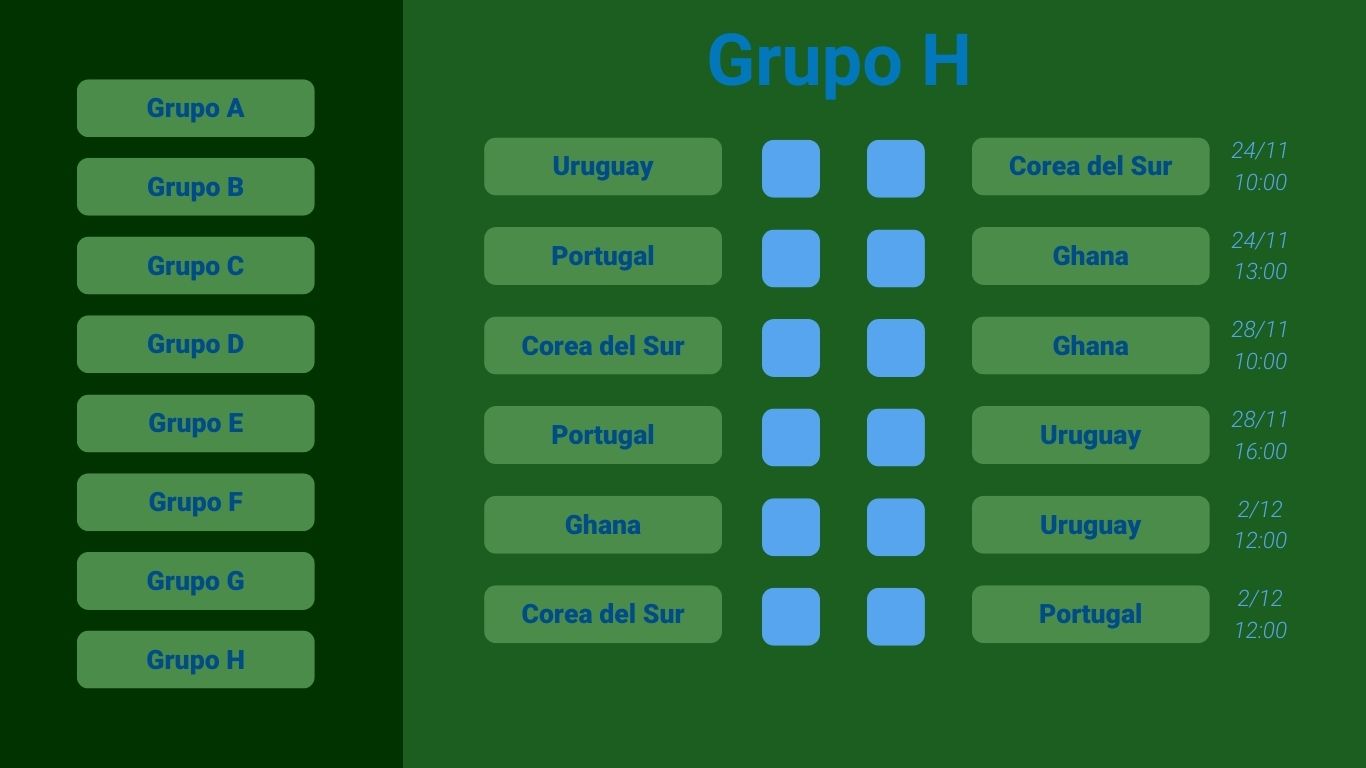 Grupo A
Grupo B
Grupo C
Grupo D
Grupo E
Grupo F
Grupo G
Grupo H
Grupo H
Uruguay
Corea del Sur
24/11
10:00
Portugal
Ghana
24/11
13:00
Corea del Sur
Ghana
28/11
10:00
Portugal
Uruguay
28/11
16:00
Ghana
Uruguay
2/12
12:00
Corea del Sur
Portugal
2/12
12:00